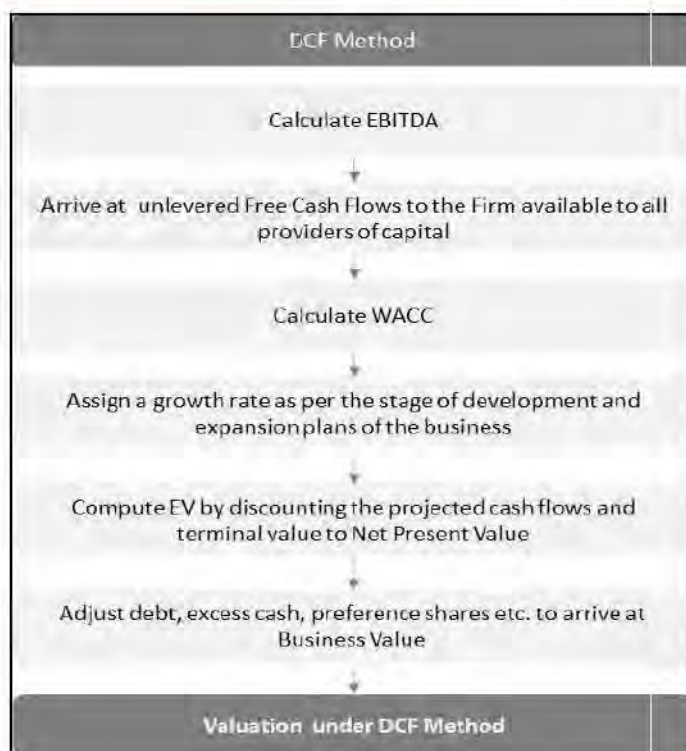 DCF Method
Calculate EBITDA
Arrive at unlevered Free Cash Flows to the Firm available to all
providers of capital
Calculate WACC
Assign a growth rate as per the stage of development and
expansion plans of the business
Compute EV by discounting the projected cash flows and
terminal value to Net Present Value
Adjust debt, excess cash, preference shares etc. to arrive at
Business Value
Valuation under DCF Method